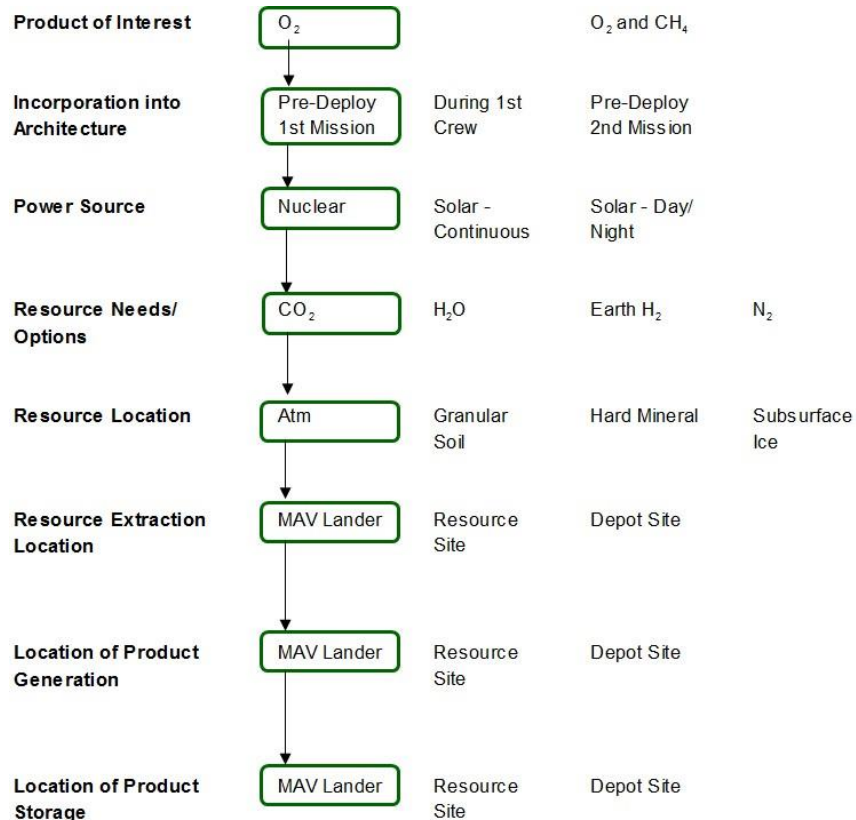 Product of Interest O₂ O₂ and CH₄
Incorporation into Pre-Deploy During 1st Pre-Deploy
Architecture 1st Mission Crew 2nd Mission
Power Source Nuclear Solar - Solar - Day/
Continuous Night
Resource Needs/ CO₂ H₂O Earth H₂ N₂
Options
Resource Location Atm Granular Hard Mineral Subsurface
Soil Ice
Resource Extraction MAV Lander Resource Depot Site
Location Site
Location of Product MAV Lander Resource Depot Site
Generation Site
Location of Product MAV Lander Resource Depot Site
Storage Site